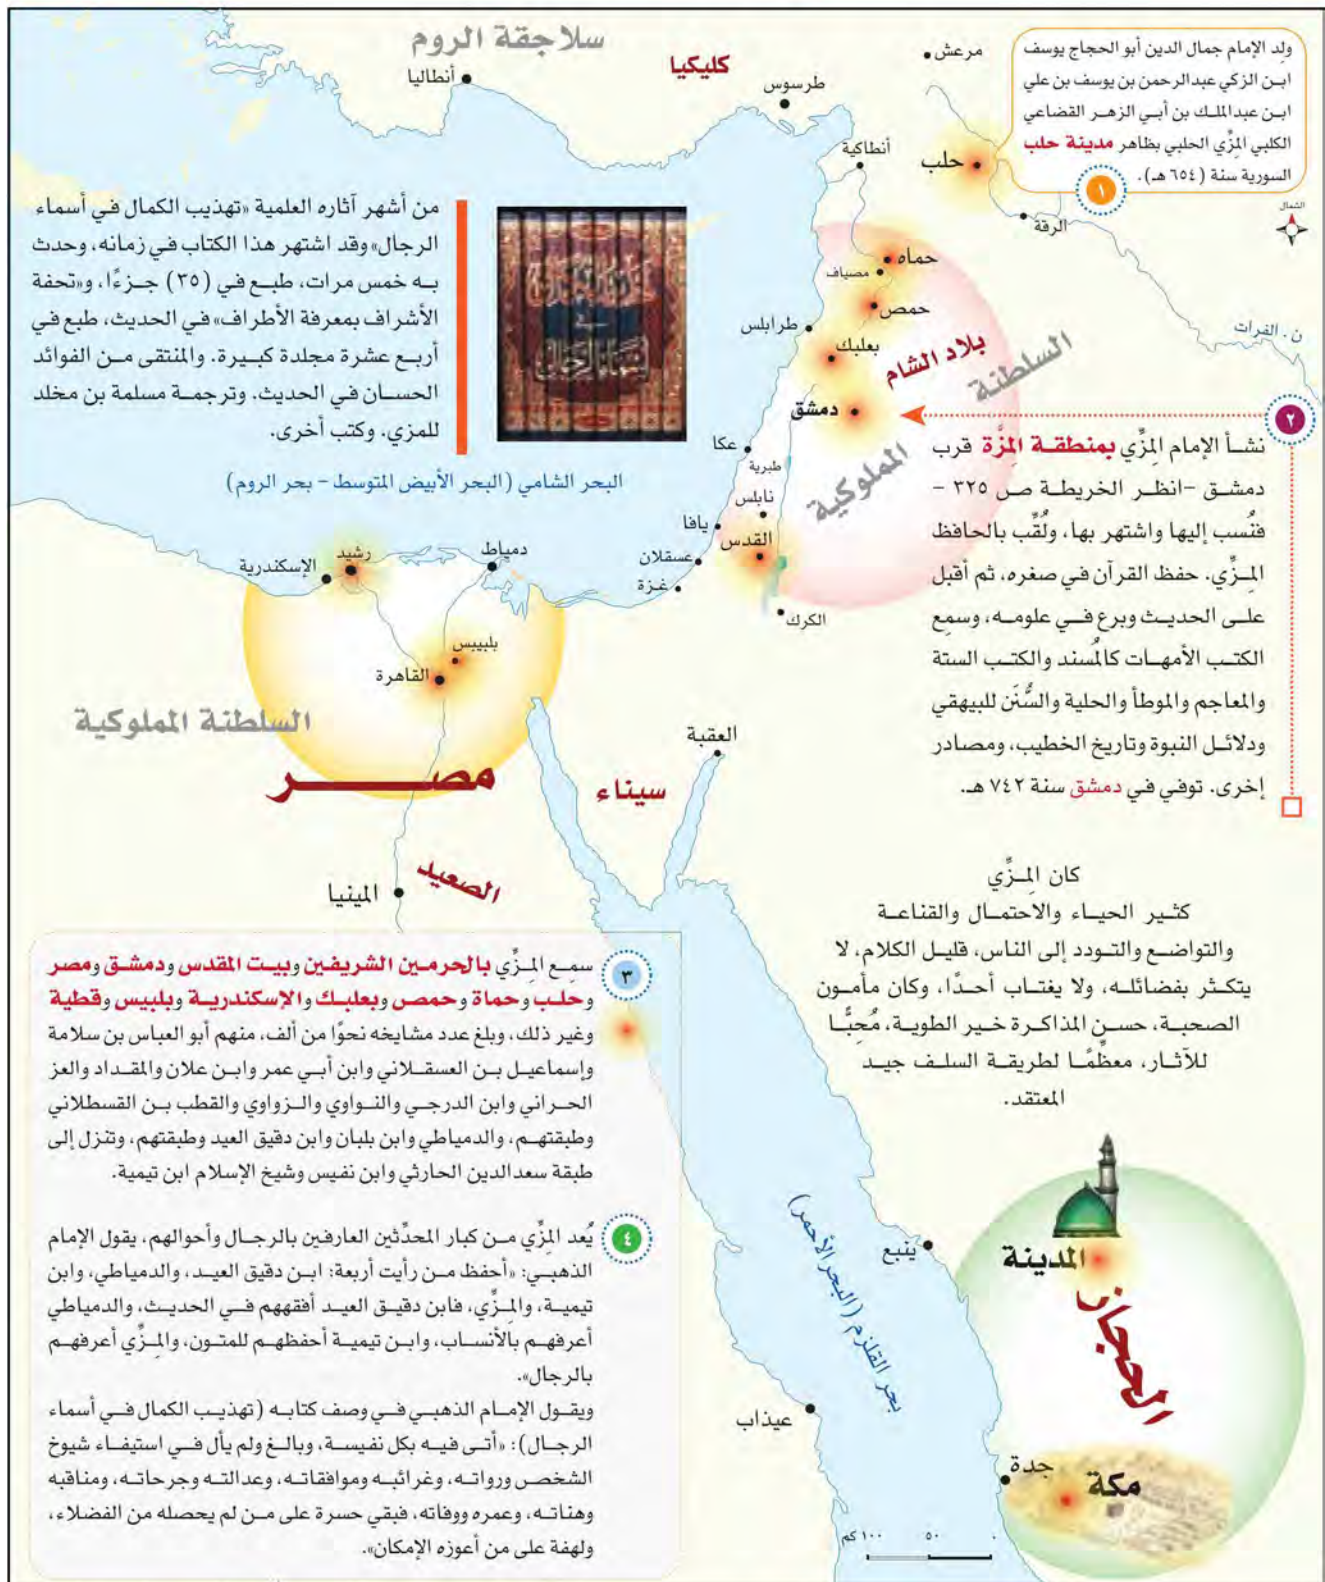 سلاجقة الروم
كليكيا
أنطاليا
طرسوس
مرعش
أنطاكية
حلب
الرقة
الشمال
ن. الفرات
ولد الإمام جمال الدين أبو الحجاج يوسف
ابن الزكي عبدالرحمن بن يوسف بن علي
ابن عبدالملك بن أبي الزهر القضاعي
الكلبي المِزِّي الحلبي بظاهر مدينة حلب
السورية سنة (٦٥٤ هـ).
١
من أشهر آثاره العلمية «تهذيب الكمال في أسماء
الرجال» وقد اشتهر هذا الكتاب في زمانه، وحدث
به خمس مرات، طبع في (٣٥) جزءًا، و«تحفة
الأشراف بمعرفة الأطراف» في الحديث، طبع في
أربع عشرة مجلدة كبيرة. والمنتقى من الفوائد
الحسان في الحديث. وترجمة مسلمة بن مخلد
للمزي. وكتب أخرى.
البحر الشامي (البحر الأبيض المتوسط - بحر الروم)
حماه
مصياف
حمص
طرابلس
بعلبك
بلاد الشام
السلطنة
المملوكية
دمشق
عكا
طبرية
نابلس
يافا
القدس
عسقلان
غزة
الكرك
٢
نشأ الإمام المِزِّي بمنطقة المِزَّة قرب
دمشق -انظر الخريطة ص ٣٢٥ -
فنُسب إليها واشتهر بها، ولُقِّب بالحافظ
المِزِّي. حفظ القرآن في صغره، ثم أقبل
على الحديث وبرع في علومه، وسمع
الكتب الأمهات كالمُسند والكتب الستة
والمعاجم والموطأ والحلية والسُّنَن للبيهقي
ودلائل النبوة وتاريخ الخطيب، ومصادر
إخرى. توفي في دمشق سنة ٧٤٢ هـ.
دمياط
رشيد
الإسكندرية
بلبيس
القاهرة
السلطنة المملوكية
مصر
سيناء
العقبة
الصعيد
المينيا
كان المِزِّي
كثير الحياء والاحتمال والقناعة
والتواضع والتودد إلى الناس، قليل الكلام، لا
يتكثر بفضائله، ولا يغتاب أحدًا، وكان مأمون
الصحبة، حسن المذاكرة خير الطوية، مُحِبًّا
للآثار، معظِّمًا لطريقة السلف جيد
المعتقد.
٣
سمِع المِزِّي بالحرمين الشريفين وبيت المقدس ودمشق ومصر
وحلب وحماة وحمص وبعلبك والإسكندرية وبلبيس وقطية
وغير ذلك، وبلغ عدد مشايخه نحوًا من ألف، منهم أبو العباس بن سلامة
وإسماعيل بن العسقلاني وابن أبي عمر وابن علان والمقداد والعز
الحراني وابن الدرجي والنواوي والزواوي والقطب بن القسطلاني
وطبقتهم، والدمياطي وابن بلبان وابن دقيق العيد وطبقتهم، وتنزل إلى
طبقة سعدالدين الحارثي وابن نفيس وشيخ الإسلام ابن تيمية.
٤
يُعد المِزِّي من كبار المحدِّثين العارفين بالرجال وأحوالهم، يقول الإمام
الذهبي: «أحفظ من رأيت أربعة: ابن دقيق العيد، والدمياطي، وابن
تيمية، والمِزِّي، فابن دقيق العيد أفقههم في الحديث، والدمياطي
أعرفهم بالأنساب، وابن تيمية أحفظهم للمتون، والمِزِّي أعرفهم
بالرجال».
ويقول الإمام الذهبي في وصف كتابه (تهذيب الكمال في أسماء
الرجال): «أتى فيه بكل نفيسة، وبالغ ولم يأل في استيفاء شيوخ
الشخص ورواته، وغرائبه وموافقاته، وعدالته وجرحاته، ومناقبه
وهناته، وعمره ووفاته، فبقي حسرة على من لم يحصله من الفضلاء،
ولهفة على من أعوزه الإمكان».
بحر القلزم (البحر الأحمر)
ينبع
المدينة
الحجاز
عيذاب
جدة
مكة
٠ ٥٠ ١٠٠ كم